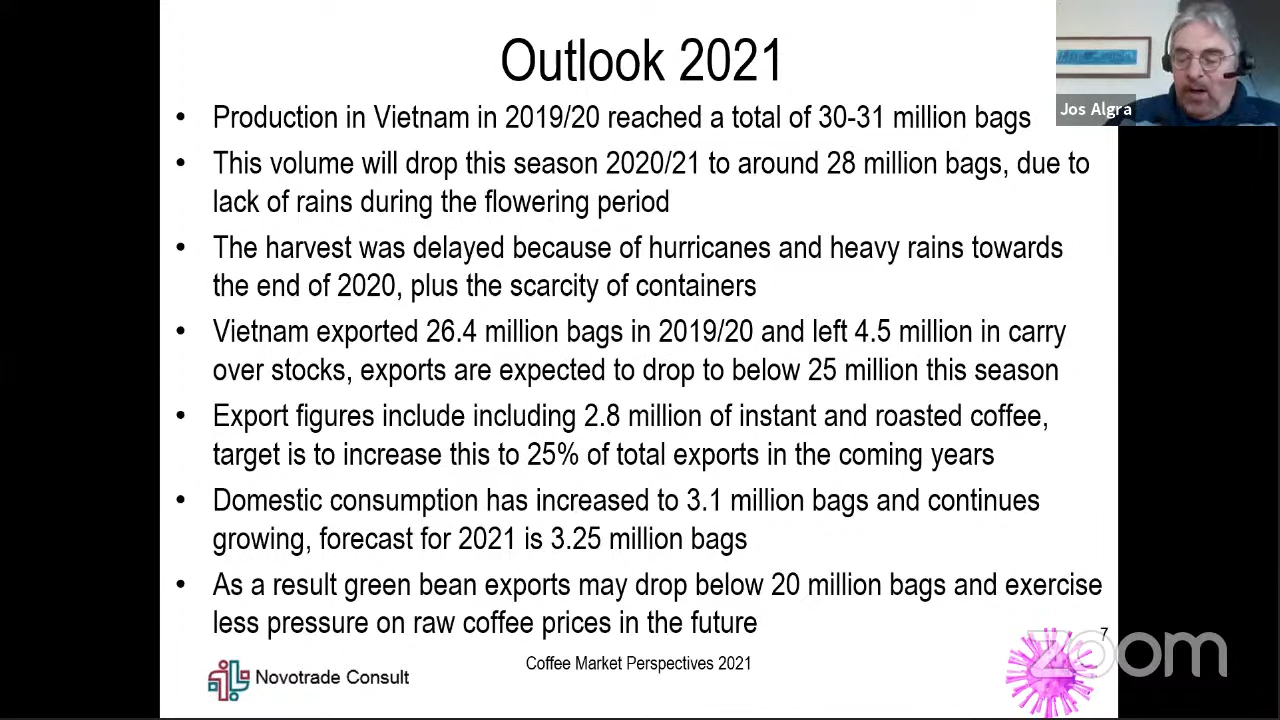 Outlook 2021
Jos Algra
• Production in Vietnam in 2019/20 reached a total of 30-31 million bags
• This volume will drop this season 2020/21 to around 28 million bags, due to
lack of rains during the flowering period
• The harvest was delayed because of hurricanes and heavy rains towards
the end of 2020, plus the scarcity of containers
• Vietnam exported 26.4 million bags in 2019/20 and left 4.5 million in carry
over stocks, exports are expected to drop to below 25 million this season
• Export figures include including 2.8 million of instant and roasted coffee,
target is to increase this to 25% of total exports in the coming years
• Domestic consumption has increased to 3.1 million bags and continues
growing, forecast for 2021 is 3.25 million bags
• As a result green bean exports may drop below 20 million bags and exercise
less pressure on raw coffee prices in the future
7
Novotrade Consult
Coffee Market Perspectives 2021
zoom